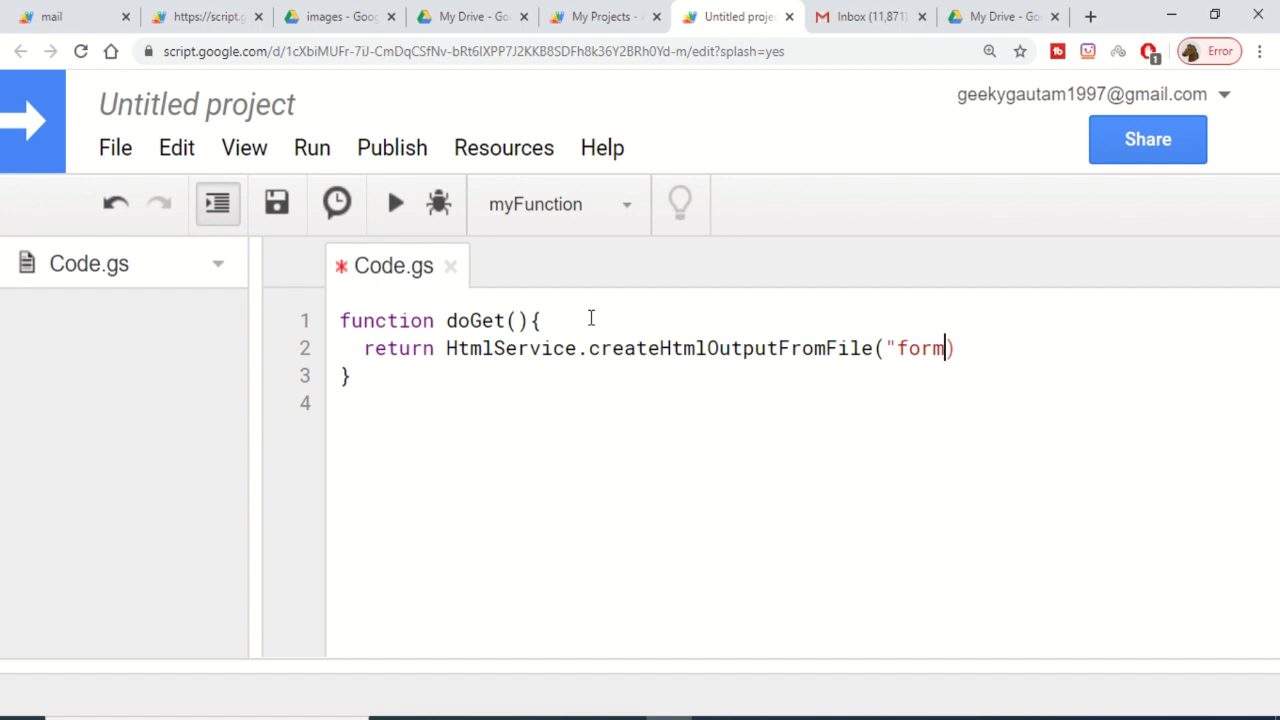 mail
https://script.g
images - Goog
My Drive - Go
My Projects -
Untitled proje
Inbox (11,871)
My Drive - Go
script.google.com/d/1cXbiMUFr-7iJ-CmDqCSfNv-bRt6lXPP7J2KKB8SDFh8k36Y2BRh0Yd-m/edit?splash=yes
Error
Untitled project
geekygautam1997@gmail.com
File Edit View Run Publish Resources Help
Share
myFunction
Code.gs
* Code.gs
1 function doGet(){
2 return HtmlService.createHtmlOutputFromFile("form)
3 }
4